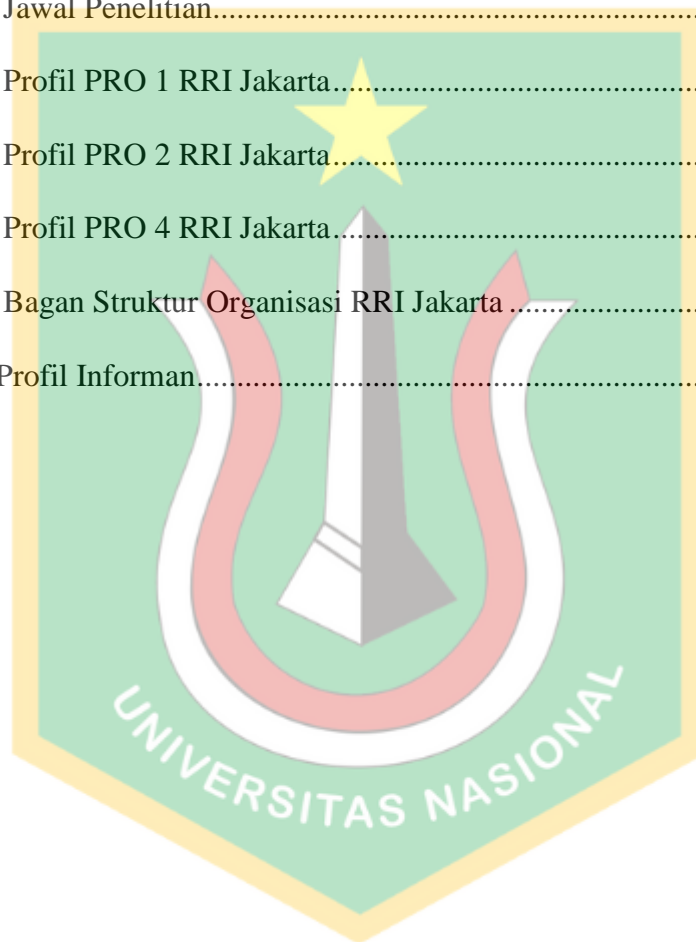 Jawal Penelitian..........................................................
Profil PRO 1 RRI Jakarta............................................
Profil PRO 2 RRI Jakarta............................................
Profil PRO 4 RRI Jakarta............................................
Bagan Struktur Organisasi RRI Jakarta ......................
Profil Informan............................................................
UNIVERSITAS NASIONAL